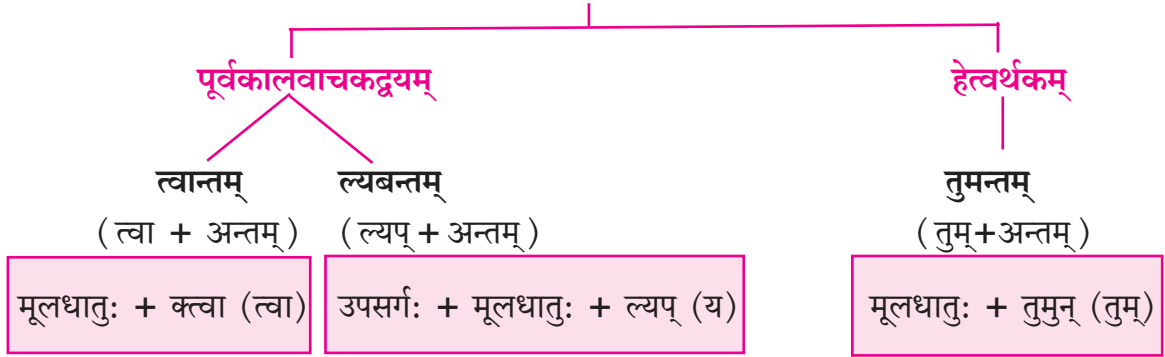 पूर्वकालवाचकद्वयम् हेत्वर्थकम्
त्वान्तम् ल्यबन्तम् तुमन्तम्
(त्वा + अन्तम्) (ल्यप् + अन्तम्) (तुम्+अन्तम्)
मूलधातुः + क्त्वा (त्वा) उपसर्गः + मूलधातुः + ल्यप् (य) मूलधातुः + तुमुन् (तुम्)